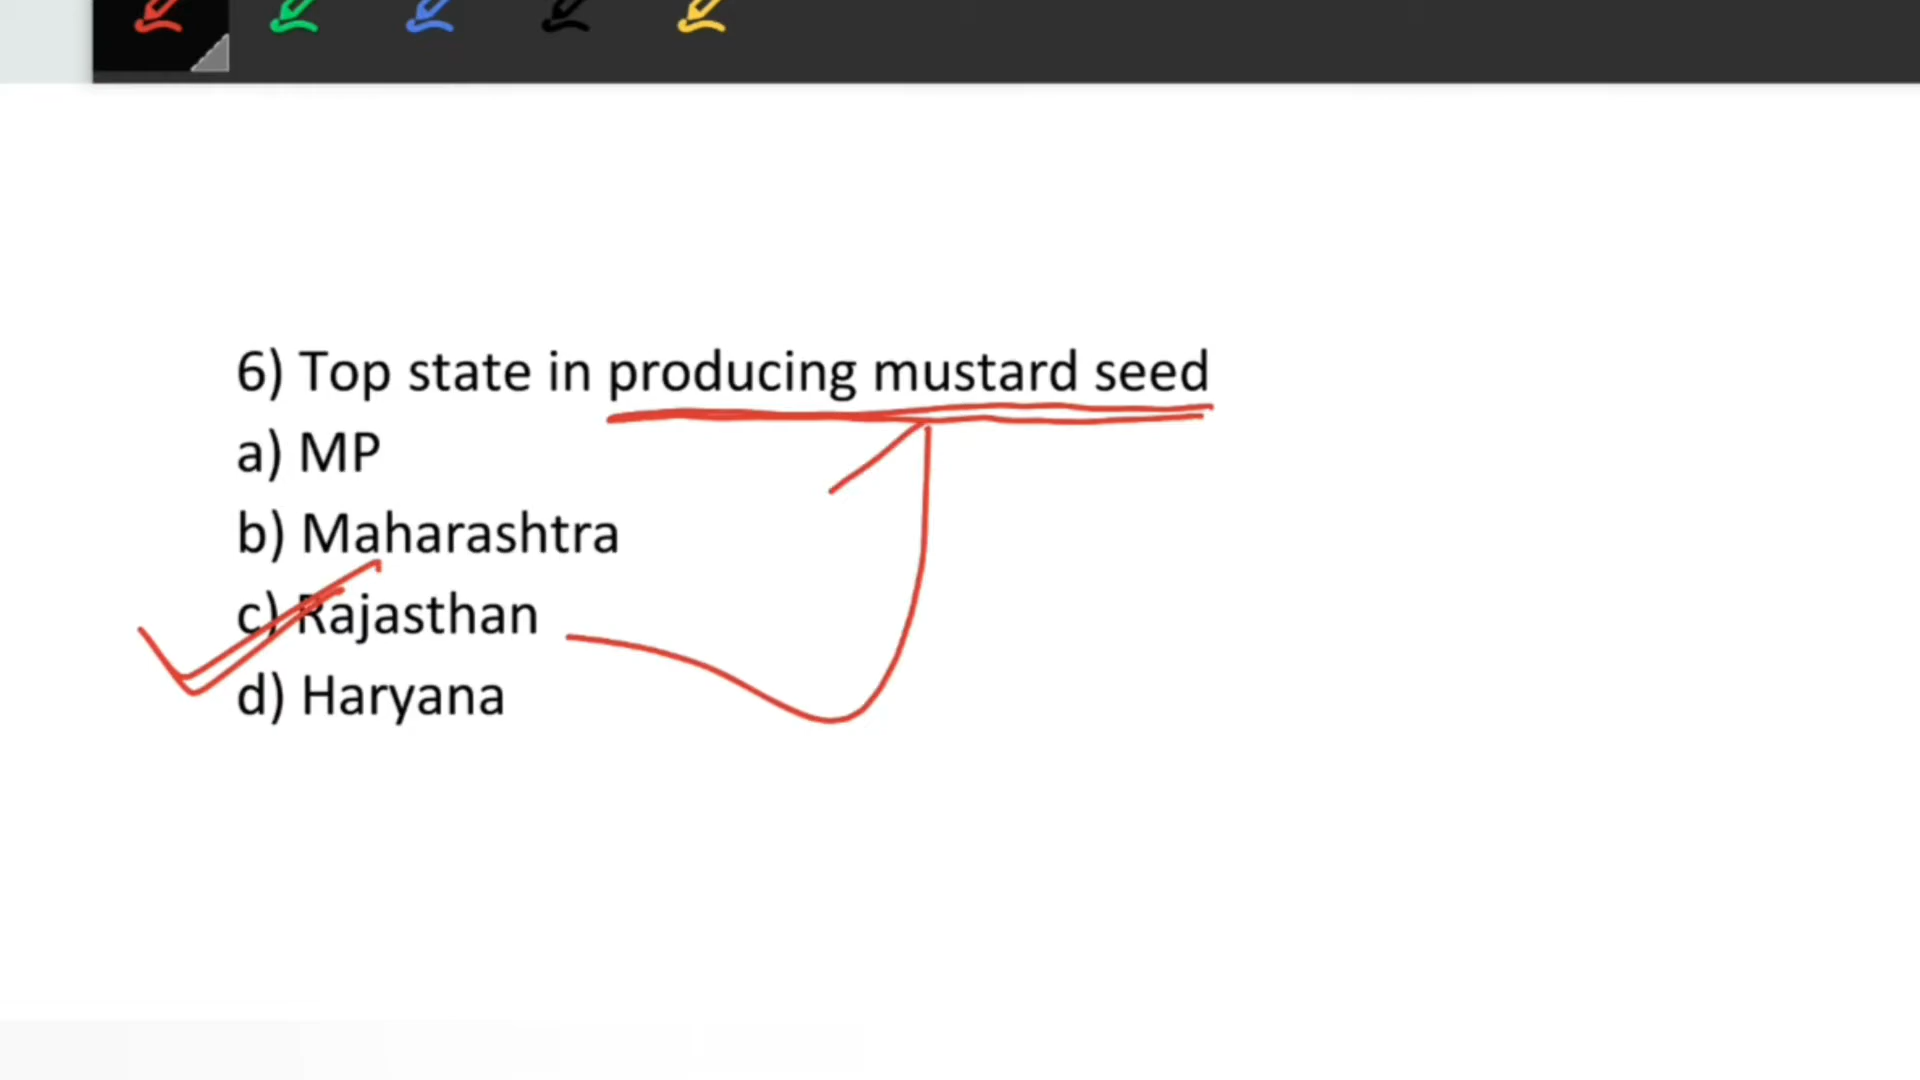 6) Top state in producing mustard seed
a) MP
b) Maharashtra
c) Rajasthan
d) Haryana